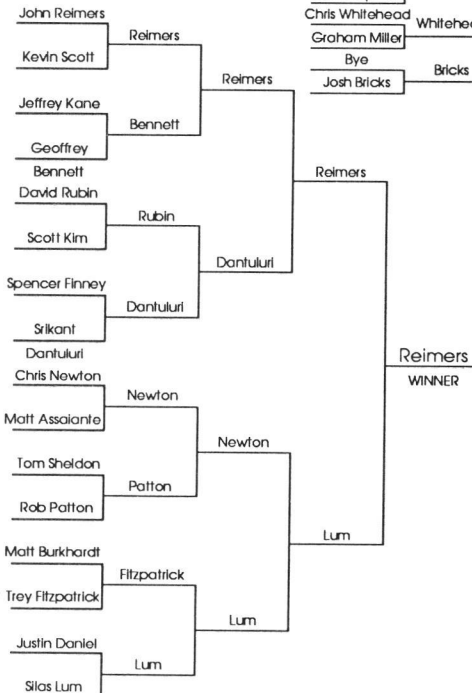 John Reimers
Kevin Scott
Jeffrey Kane
Geoffrey
Bennett
David Rubin
Scott Kim
Spencer Finney
Srikant
Dantuluri
Chris Newton
Matt Assaiante
Tom Sheldon
Rob Patton
Matt Burkhardt
Trey Fitzpatrick
Justin Daniel
Silas Lum
Reimers
Bennett
Rubin
Dantuluri
Newton
Patton
Fitzpatrick
Lum
Reimers
Dantuluri
Newton
Lum
Reimers
Lum
Reimers
WINNER
Chris Whitehead
Graham Miller
Bye
Josh Bricks
Whitehea
Bricks